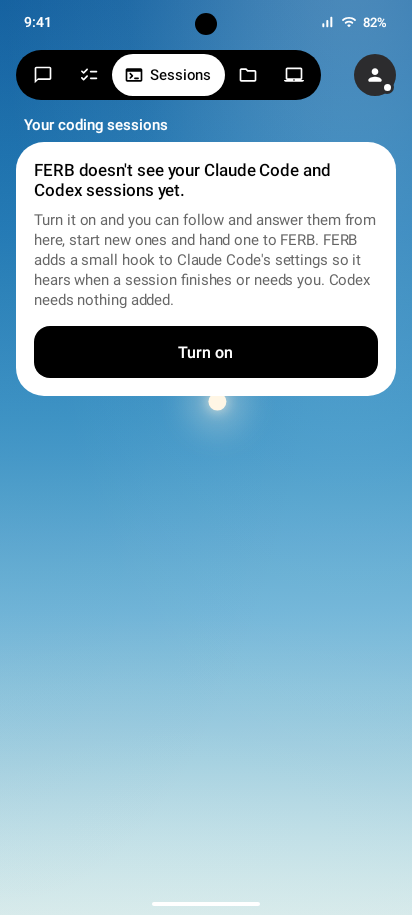 9:41
82%
Sessions
Your coding sessions
FERB doesn't see your Claude Code and
Codex sessions yet.
Turn it on and you can follow and answer them from
here, start new ones and hand one to FERB. FERB
adds a small hook to Claude Code's settings so it
hears when a session finishes or needs you. Codex
needs nothing added.
Turn on